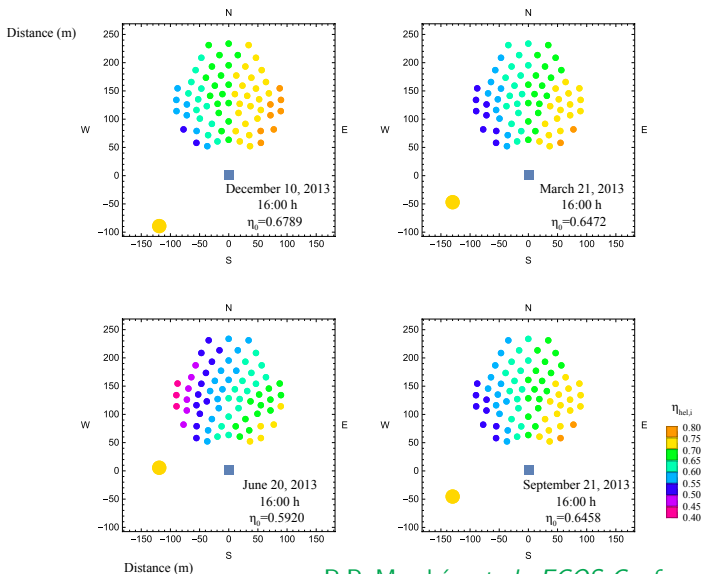 Distance (m)
N
250
200
150
100
50
0
−50
−100
W
E
December 10, 2013
16:00 h
η₀=0.6789
−150 −100 −50 0 50 100 150
S
N
250
200
150
100
50
0
−50
−100
W
E
March 21, 2013
16:00 h
η₀=0.6472
−150 −100 −50 0 50 100 150
S
N
250
200
150
100
50
0
−50
−100
W
E
June 20, 2013
16:00 h
η₀=0.5920
−150 −100 −50 0 50 100 150
S
Distance (m)
N
250
200
150
100
50
0
−50
−100
W
E
September 21, 2013
16:00 h
η₀=0.6458
−150 −100 −50 0 50 100 150
S
η hel,i
0.80
0.75
0.70
0.65
0.60
0.55
0.50
0.45
0.40